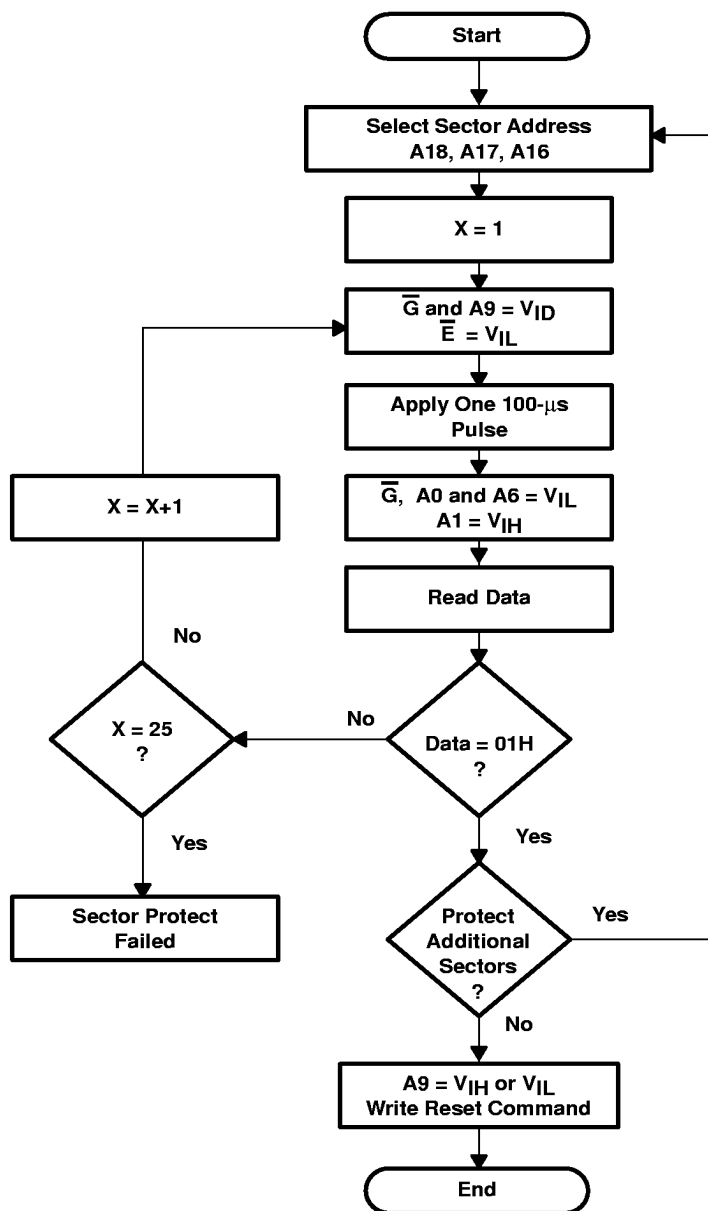 Start
Select Sector Address
A18, A17, A16
X = 1
G̅ and A9 = VID
E̅ = VIL
Apply One 100-μs
Pulse
G̅, A0 and A6 = VIL
A1 = VIH
X = X+1
Read Data
No
X = 25
?
No
Data = 01H
?
Yes
Yes
Sector Protect
Failed
Protect
Additional
Sectors
?
Yes
No
A9 = VIH or VIL
Write Reset Command
End